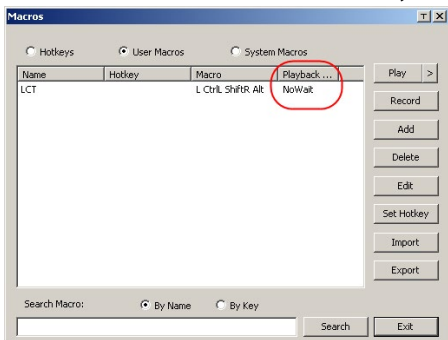 Macros
Hotkeys User Macros System Macros
Name Hotkey Macro Playback ... Play >
LCT L CtrlL ShiftR Alt NoWait
Record
Add
Delete
Edit
Set Hotkey
Import
Export
Search Macro: By Name By Key
Search Exit